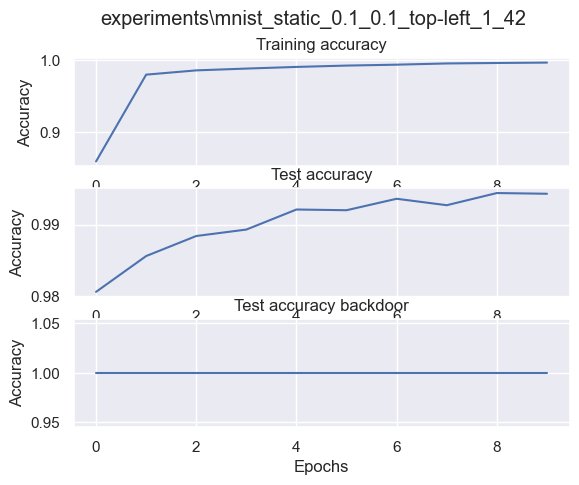 experiments\mnist_static_0.1_0.1_top-left_1_42
Training accuracy
1.0
0.9
Accuracy
0 2 4 6 8
Test accuracy
0.99
0.98
Accuracy
0 2 4 6 8
Test accuracy backdoor
1.05
1.00
0.95
Accuracy
0 2 4 6 8
Epochs